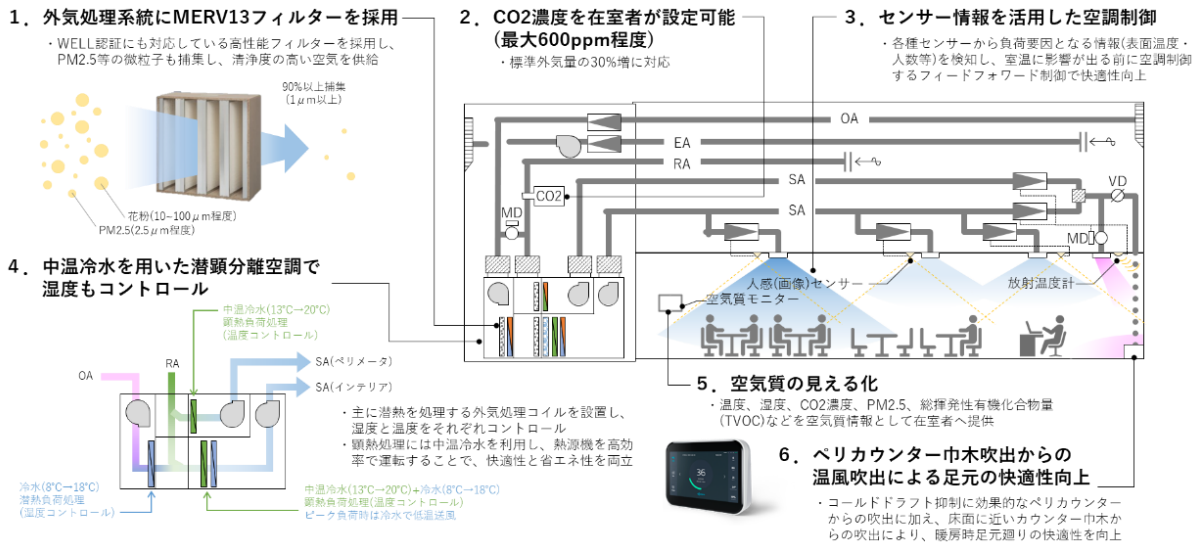 1．外気処理系統にMERV13フィルターを採用
・WELL認証にも対応している高性能フィルターを採用し、
PM2.5等の微粒子も捕集し、清浄度の高い空気を供給
90%以上捕集
(1μm以上)
花粉(10~100μm程度)
PM2.5(2.5μm程度)
2．CO2濃度を在室者が設定可能
(最大600ppm程度)
・標準外気量の30%増に対応
3．センサー情報を活用した空調制御
・各種センサーから負荷要因となる情報(表面温度・
人数等)を検知し、室温に影響が出る前に空調制御
するフィードフォワード制御で快適性向上
OA
EA
RA
SA
SA
CO2
MD
VD
MD
人感(画像)センサー
放射温度計
空気質モニター
4．中温冷水を用いた潜顕分離空調で
湿度もコントロール
中温冷水(13℃→20℃)
顕熱負荷処理
(温度コントロール)
OA
RA
SA(ペリメータ)
SA(インテリア)
・主に潜熱を処理する外気処理コイルを設置し、
湿度と温度をそれぞれコントロール
・顕熱処理には中温冷水を利用し、熱源機を高効
率で運転することで、快適性と省エネ性を両立
冷水(8℃→18℃)
潜熱負荷処理
(湿度コントロール)
中温冷水(13℃→20℃)+冷水(8℃→18℃)
顕熱負荷処理(温度コントロール)
ピーク負荷時は冷水で低温送風
5．空気質の見える化
・温度、湿度、CO2濃度、PM2.5、総揮発性有機化合物量
(TVOC)などを空気質情報として在室者へ提供
36
6．ペリカウンター巾木吹出からの
温風吹出による足元の快適性向上
・コールドドラフト抑制に効果的なペリカウンター
からの吹出に加え、床面に近いカウンター巾木か
らの吹出により、暖房時足元廻りの快適性を向上